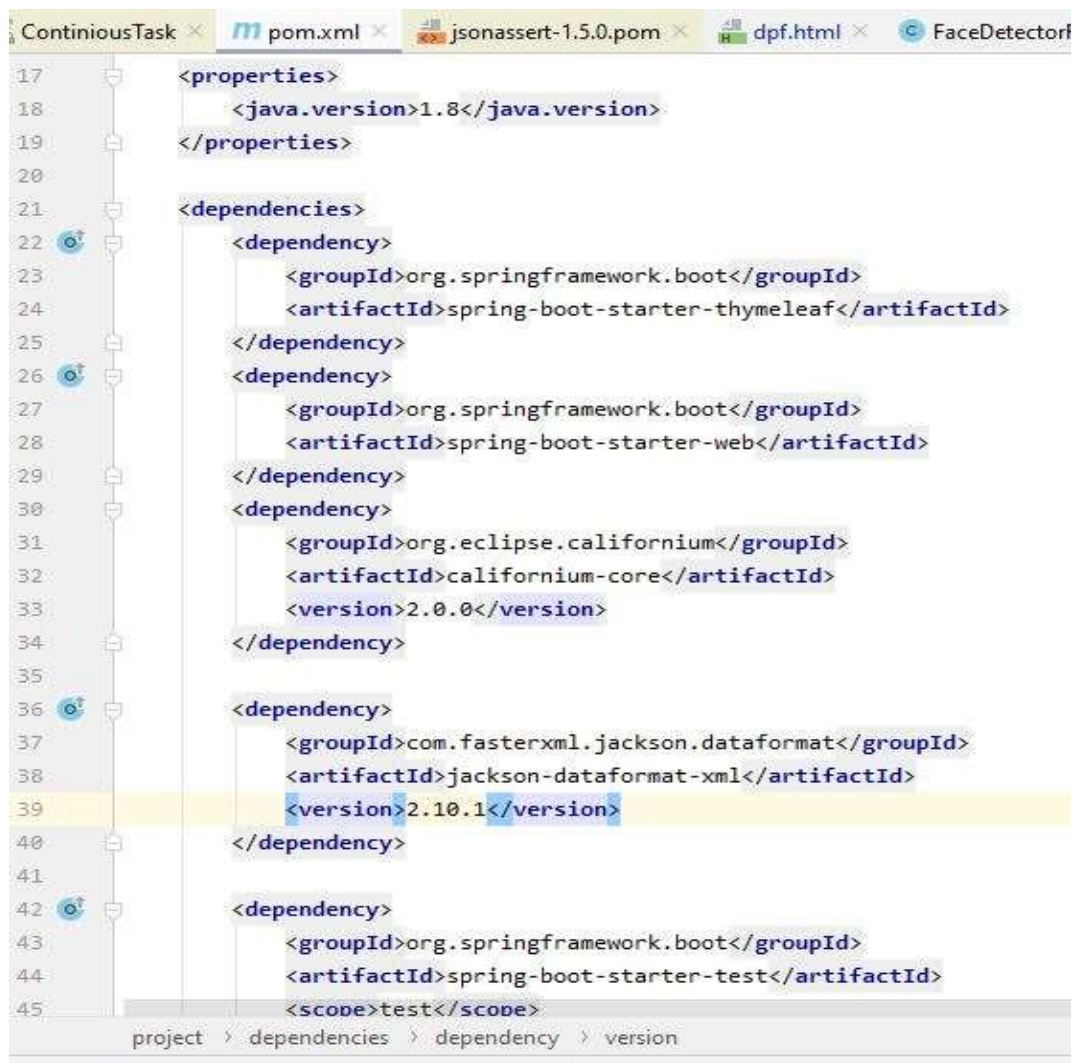 ContiniousTask pom.xml jsonassert-1.5.0.pom dpf.html FaceDetector
17 <properties>
18 <java.version>1.8</java.version>
19 </properties>
20
21 <dependencies>
22 <dependency>
23 <groupId>org.springframework.boot</groupId>
24 <artifactId>spring-boot-starter-thymeleaf</artifactId>
25 </dependency>
26 <dependency>
27 <groupId>org.springframework.boot</groupId>
28 <artifactId>spring-boot-starter-web</artifactId>
29 </dependency>
30 <dependency>
31 <groupId>org.eclipse.californium</groupId>
32 <artifactId>californium-core</artifactId>
33 <version>2.0.0</version>
34 </dependency>
35
36 <dependency>
37 <groupId>com.fasterxml.jackson.dataformat</groupId>
38 <artifactId>jackson-dataformat-xml</artifactId>
39 <version>2.10.1</version>
40 </dependency>
41
42 <dependency>
43 <groupId>org.springframework.boot</groupId>
44 <artifactId>spring-boot-starter-test</artifactId>
45 <scope>test</scope>
project > dependencies > dependency > version